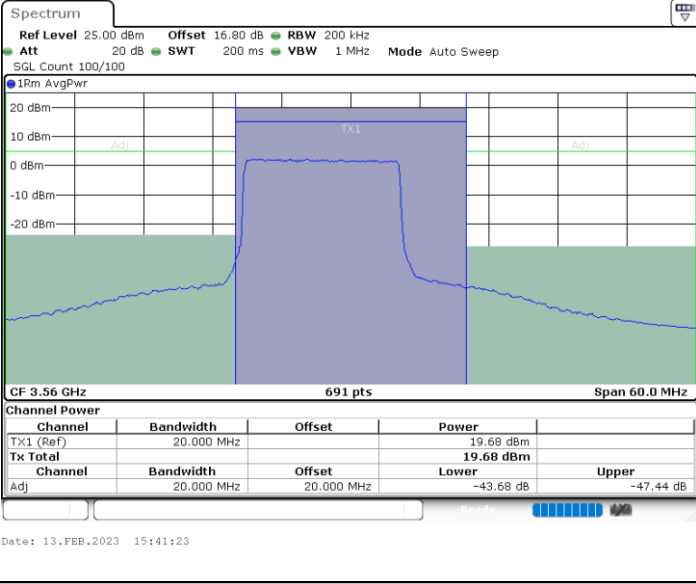 Spectrum
Ref Level 25.00 dBm Offset 16.80 dB RBW 200 kHz
Att 20 dB SWT 200 ms VBW 1 MHz Mode Auto Sweep
SGL Count 100/100
1Rm AvgPwr
20 dBm
TX1
10 dBm
Adj Adj
0 dBm
-10 dBm
-20 dBm
CF 3.56 GHz 691 pts Span 60.0 MHz
Channel Power
Channel Bandwidth Offset Power
TX1 (Ref) 20.000 MHz 19.68 dBm
Tx Total 19.68 dBm
Channel Bandwidth Offset Lower Upper
Adj 20.000 MHz 20.000 MHz -43.68 dB -47.44 dB
Ready
Date: 13.FEB.2023 15:41:23